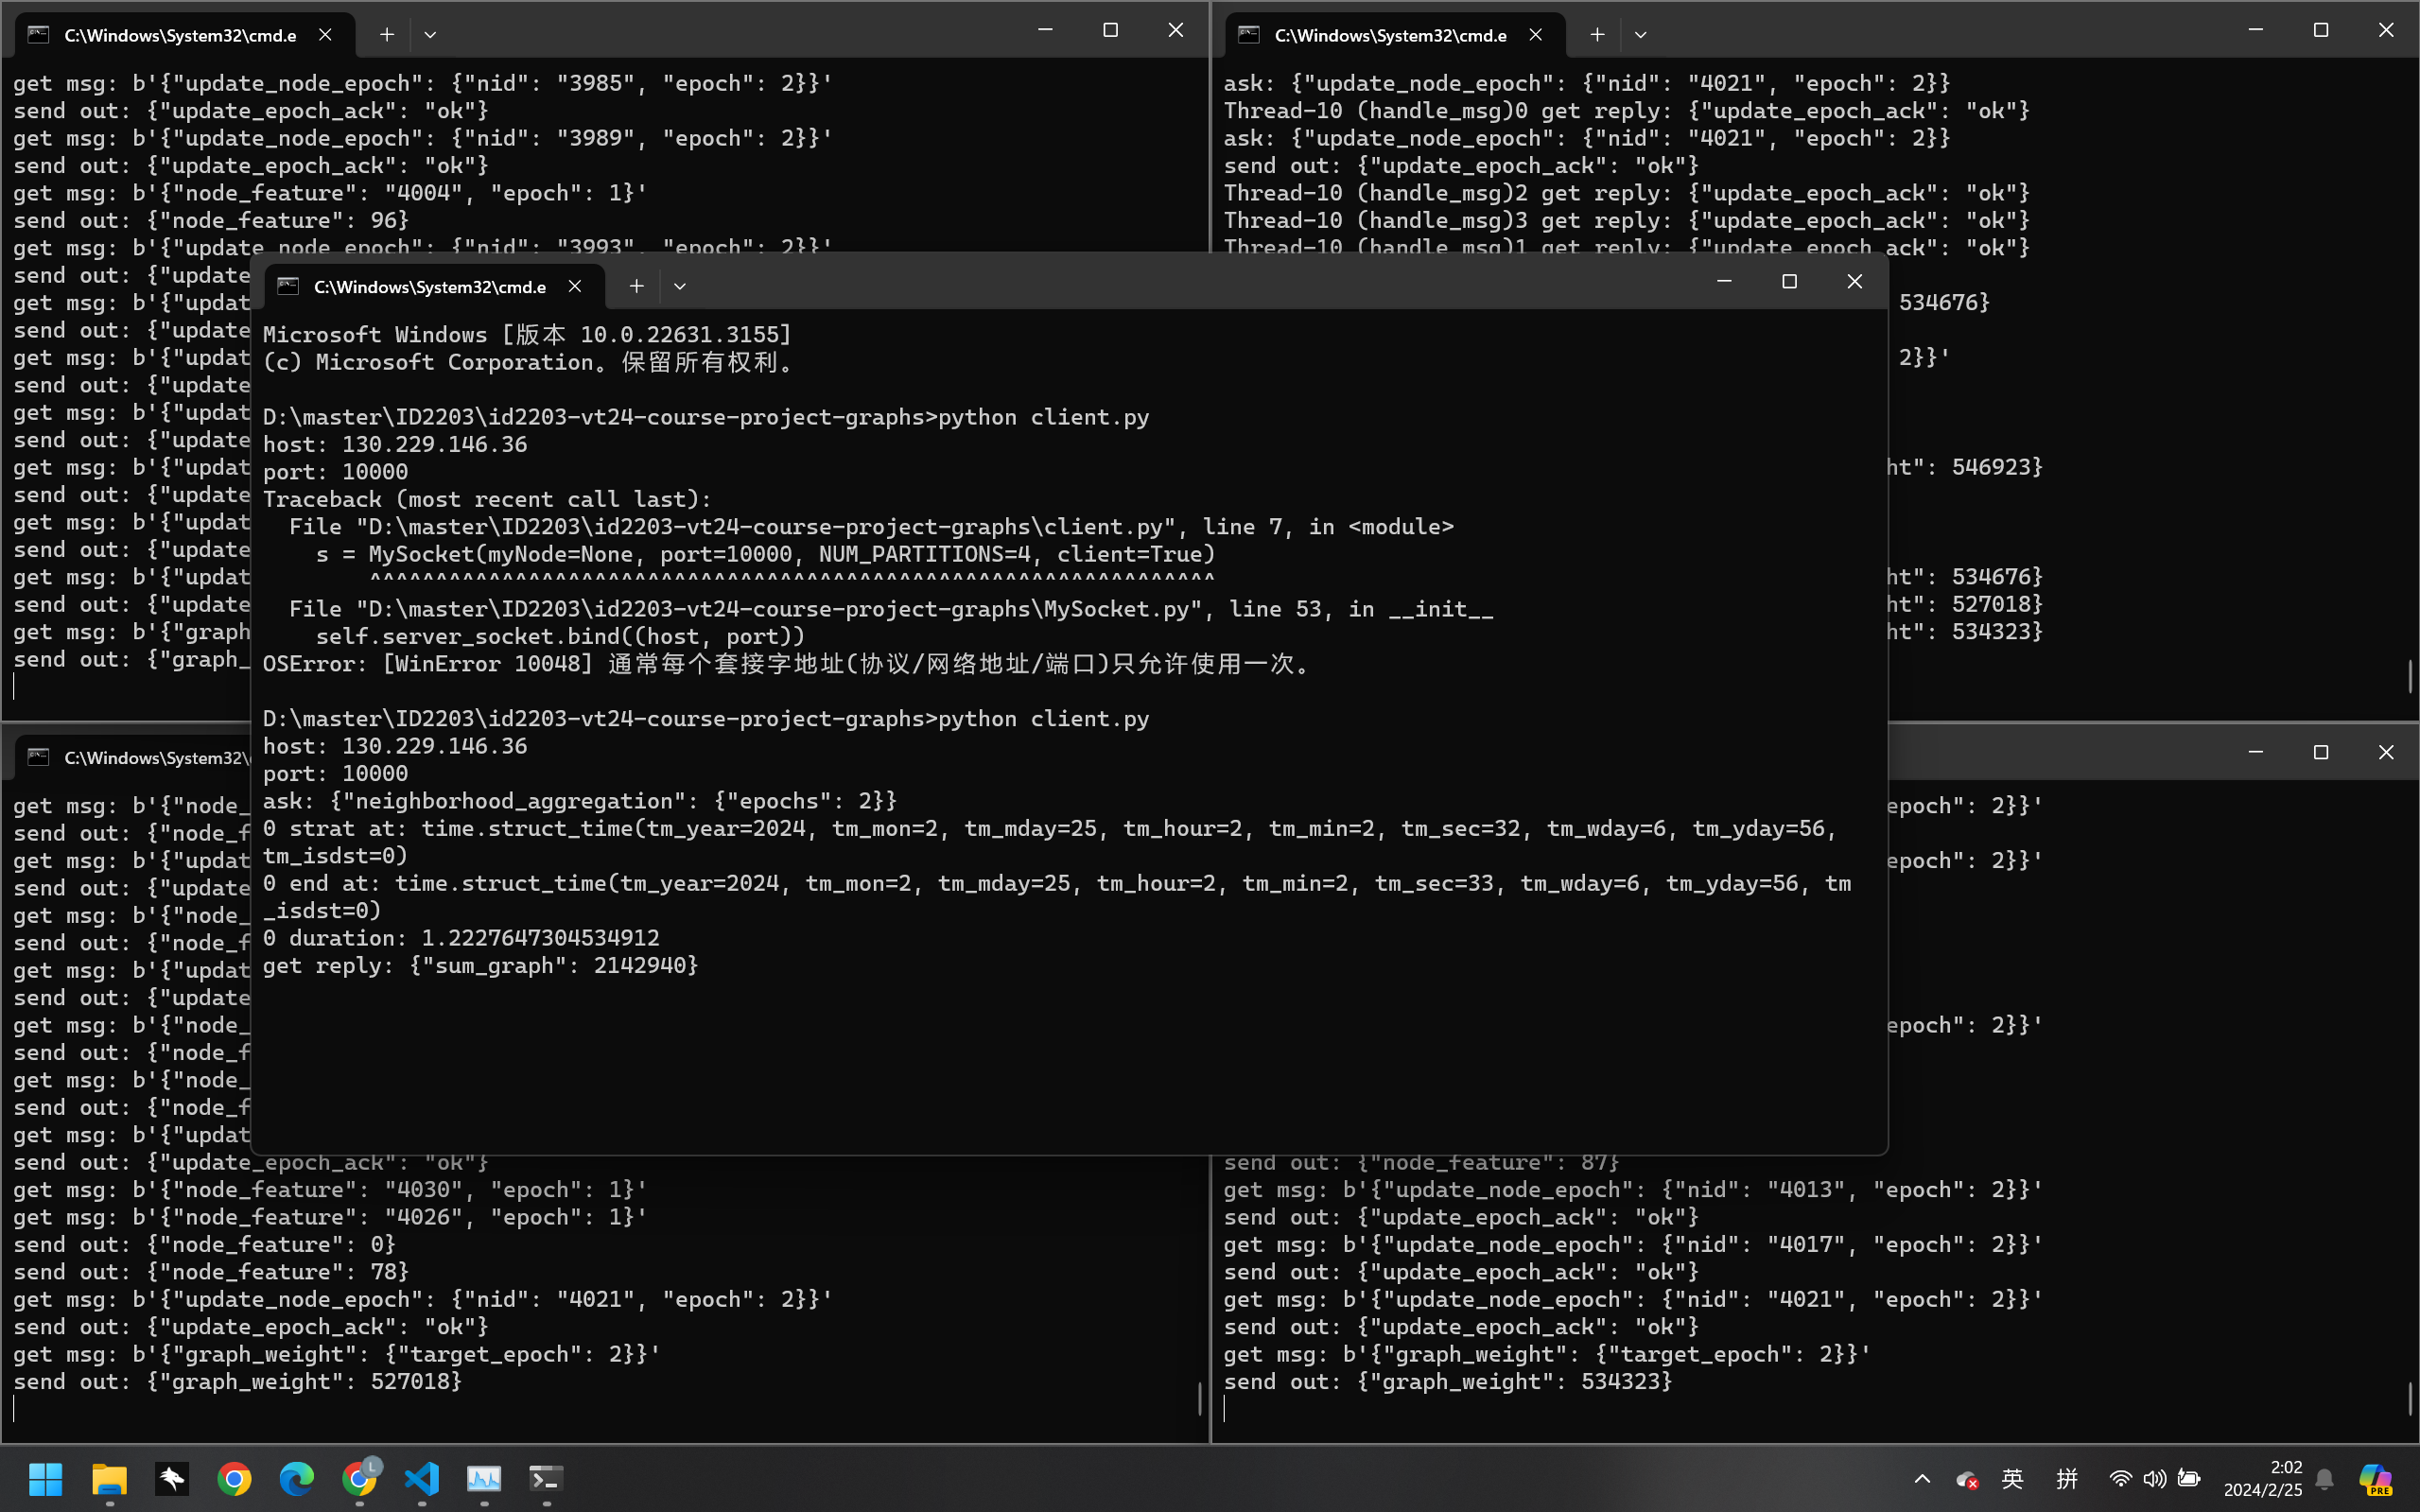 C:\Windows\System32\cmd.e
get msg: b'{"update_node_epoch": {"nid": "3985", "epoch": 2}}'
send out: {"update_epoch_ack": "ok"}
get msg: b'{"update_node_epoch": {"nid": "3989", "epoch": 2}}'
send out: {"update_epoch_ack": "ok"}
get msg: b'{"node_feature": "4004", "epoch": 1}'
send out: {"node_feature": 96}
get msg: b'{"update_node_epoch": {"nid": "3993", "epoch": 2}}'
send out: {"update
get msg: b'{"updat
send out: {"update
get msg: b'{"updat
send out: {"update
get msg: b'{"updat
send out: {"update
get msg: b'{"updat
send out: {"update
get msg: b'{"updat
send out: {"update
get msg: b'{"updat
send out: {"update
get msg: b'{"graph
send out: {"graph_
C:\Windows\System32\cmd.e
ask: {"update_node_epoch": {"nid": "4021", "epoch": 2}}
Thread-10 (handle_msg)0 get reply: {"update_epoch_ack": "ok"}
ask: {"update_node_epoch": {"nid": "4021", "epoch": 2}}
send out: {"update_epoch_ack": "ok"}
Thread-10 (handle_msg)2 get reply: {"update_epoch_ack": "ok"}
Thread-10 (handle_msg)3 get reply: {"update_epoch_ack": "ok"}
Thread-10 (handle_msg)1 get reply: {"update_epoch_ack": "ok"}
534676}
2}}'
ht": 546923}
ht": 534676}
ht": 527018}
ht": 534323}
C:\Windows\System32\cmd.e
Microsoft Windows [版本 10.0.22631.3155]
(c) Microsoft Corporation。保留所有权利。
D:\master\ID2203\id2203-vt24-course-project-graphs>python client.py
host: 130.229.146.36
port: 10000
Traceback (most recent call last):
  File "D:\master\ID2203\id2203-vt24-course-project-graphs\client.py", line 7, in <module>
    s = MySocket(myNode=None, port=10000, NUM_PARTITIONS=4, client=True)
        ^^^^^^^^^^^^^^^^^^^^^^^^^^^^^^^^^^^^^^^^^^^^^^^^^^^^^^^^^^^^^^^^
  File "D:\master\ID2203\id2203-vt24-course-project-graphs\MySocket.py", line 53, in __init__
    self.server_socket.bind((host, port))
OSError: [WinError 10048] 通常每个套接字地址(协议/网络地址/端口)只允许使用一次。
D:\master\ID2203\id2203-vt24-course-project-graphs>python client.py
host: 130.229.146.36
port: 10000
ask: {"neighborhood_aggregation": {"epochs": 2}}
0 strat at: time.struct_time(tm_year=2024, tm_mon=2, tm_mday=25, tm_hour=2, tm_min=2, tm_sec=32, tm_wday=6, tm_yday=56,
tm_isdst=0)
0 end at: time.struct_time(tm_year=2024, tm_mon=2, tm_mday=25, tm_hour=2, tm_min=2, tm_sec=33, tm_wday=6, tm_yday=56, tm
_isdst=0)
0 duration: 1.2227647304534912
get reply: {"sum_graph": 2142940}
C:\Windows\System32\
get msg: b'{"node_
send out: {"node_f
get msg: b'{"updat
send out: {"update
get msg: b'{"node_
send out: {"node_f
get msg: b'{"updat
send out: {"update
get msg: b'{"node_
send out: {"node_f
get msg: b'{"node_
send out: {"node_f
get msg: b'{"updat
send out: {"update_epoch_ack": "ok"}
get msg: b'{"node_feature": "4030", "epoch": 1}'
get msg: b'{"node_feature": "4026", "epoch": 1}'
send out: {"node_feature": 0}
send out: {"node_feature": 78}
get msg: b'{"update_node_epoch": {"nid": "4021", "epoch": 2}}'
send out: {"update_epoch_ack": "ok"}
get msg: b'{"graph_weight": {"target_epoch": 2}}'
send out: {"graph_weight": 527018}
epoch": 2}}'
epoch": 2}}'
epoch": 2}}'
send out: {"node_feature": 87}
get msg: b'{"update_node_epoch": {"nid": "4013", "epoch": 2}}'
send out: {"update_epoch_ack": "ok"}
get msg: b'{"update_node_epoch": {"nid": "4017", "epoch": 2}}'
send out: {"update_epoch_ack": "ok"}
get msg: b'{"update_node_epoch": {"nid": "4021", "epoch": 2}}'
send out: {"update_epoch_ack": "ok"}
get msg: b'{"graph_weight": {"target_epoch": 2}}'
send out: {"graph_weight": 534323}
L
英
拼
2:02
2024/2/25
PRE